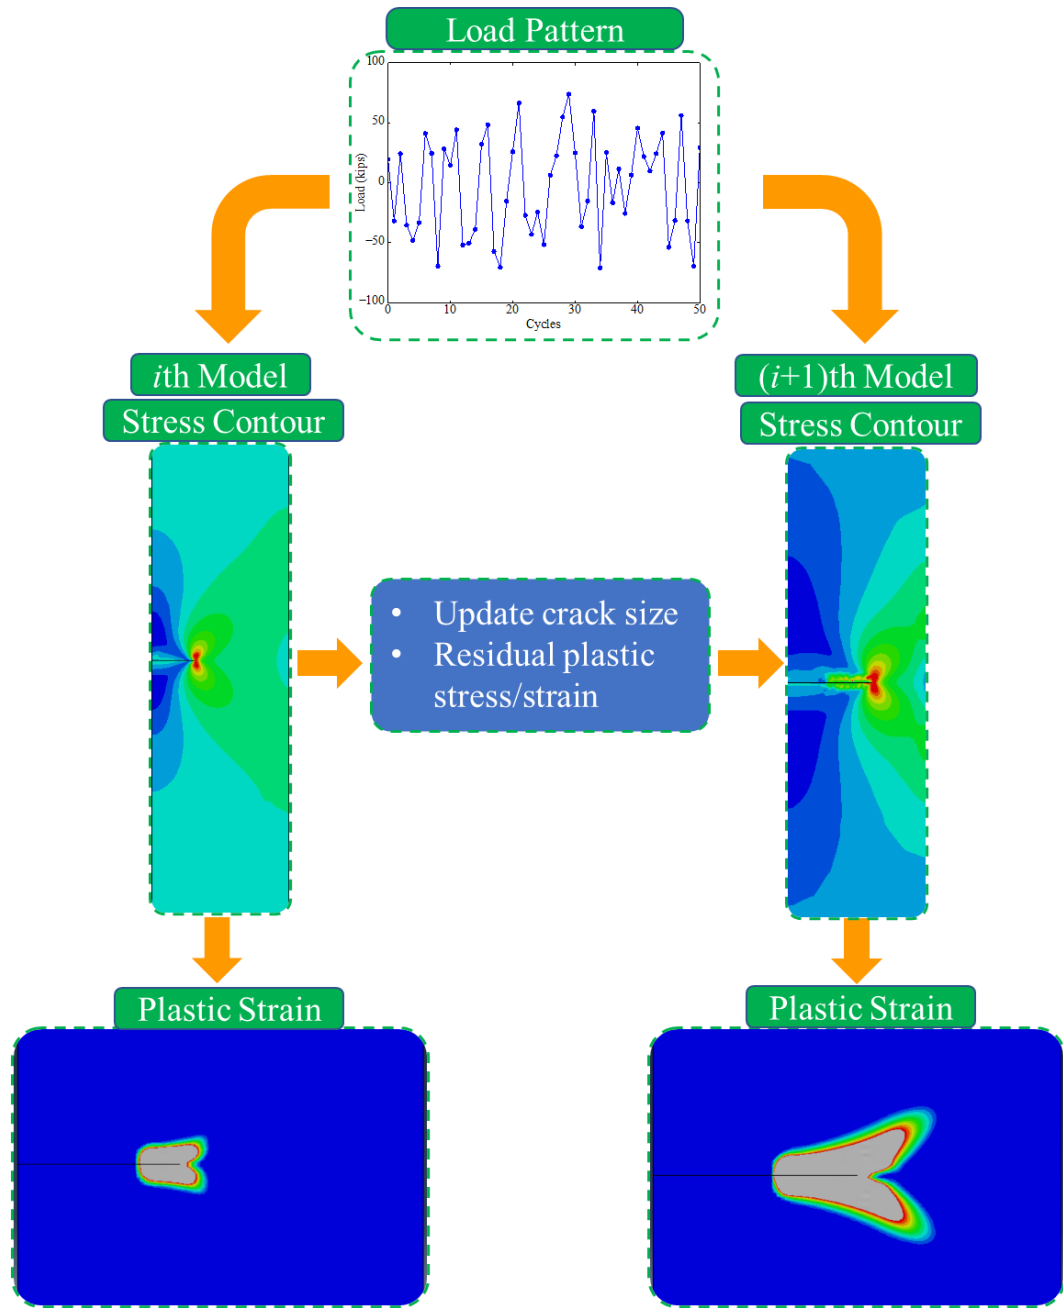 Load Pattern
100
50
0
−50
−100
Load (kips)
0 10 20 30 40 50
Cycles
ith Model
Stress Contour
(i+1)th Model
Stress Contour
• Update crack size
• Residual plastic
stress/strain
Plastic Strain
Plastic Strain